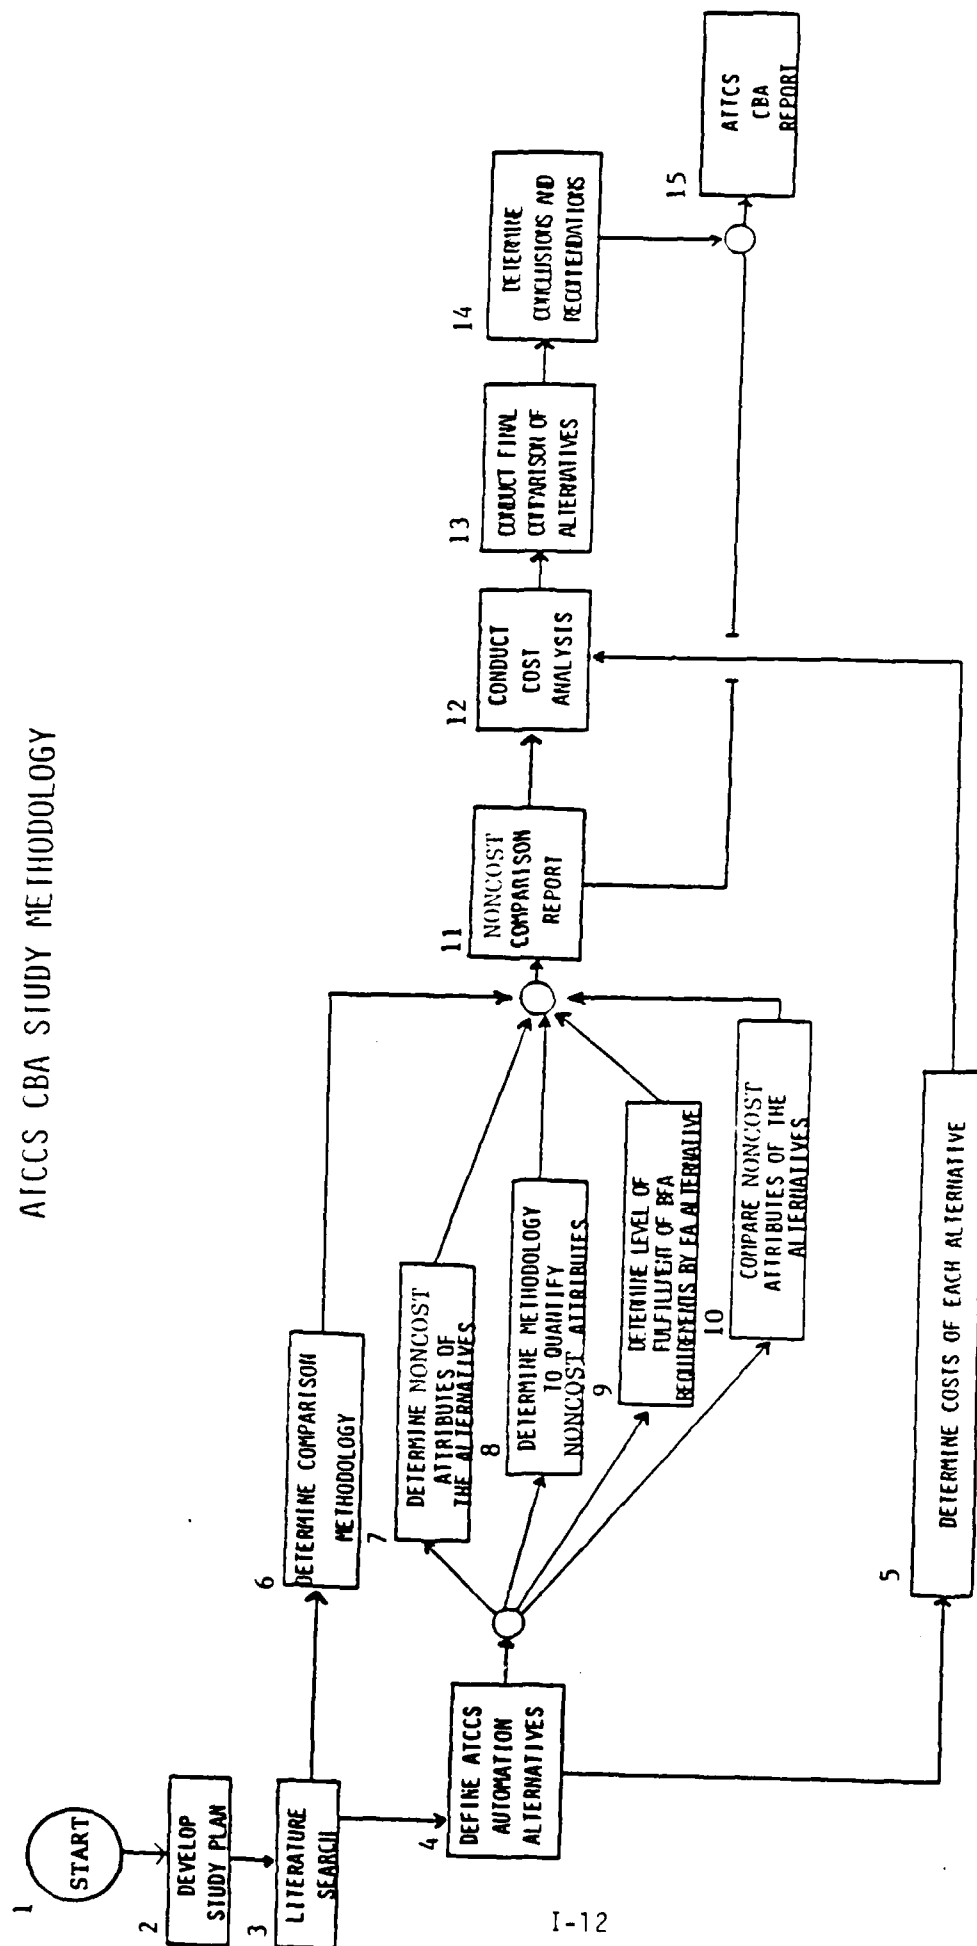 ATCCS CBA STUDY METHODOLOGY
1
START
2
DEVELOP
STUDY PLAN
3
LITERATURE
SEARCH
4
DEFINE ATCCS
AUTOMATION
ALTERNATIVES
5
DETERMINE COSTS OF EACH ALTERNATIVE
6
DETERMINE COMPARISON
METHODOLOGY
7
DETERMINE NONCOST
ATTRIBUTES OF
THE ALTERNATIVES
8
DETERMINE METHODOLOGY
TO QUANTIFY
NONCOST ATTRIBUTES
9
DETERMINE LEVEL OF
FULFILLMENT OF BFA
REQUIREMENTS BY EA ALTERNATIVE
10
COMPARE NONCOST
ATTRIBUTES OF THE
ALTERNATIVES
11
NONCOST
COMPARISON
REPORT
12
CONDUCT
COST
ANALYSIS
13
CONDUCT FINAL
COMPARISON OF
ALTERNATIVES
14
DETERMINE
CONCLUSIONS AND
RECOMMENDATIONS
15
ATTCS
CBA
REPORT
I-12